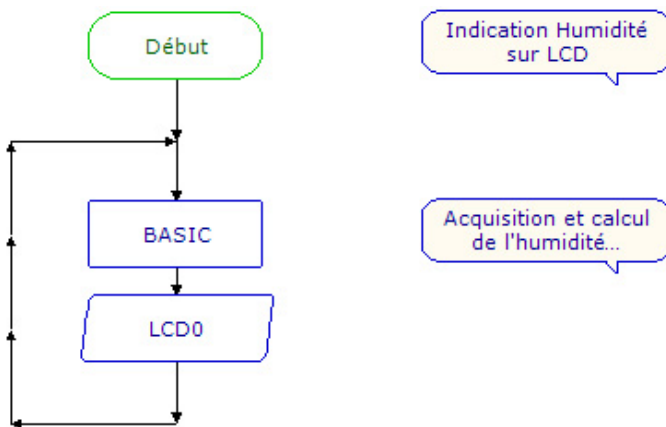 Début
Indication Humidité
sur LCD
BASIC
Acquisition et calcul
de l'humidité...
LCD0